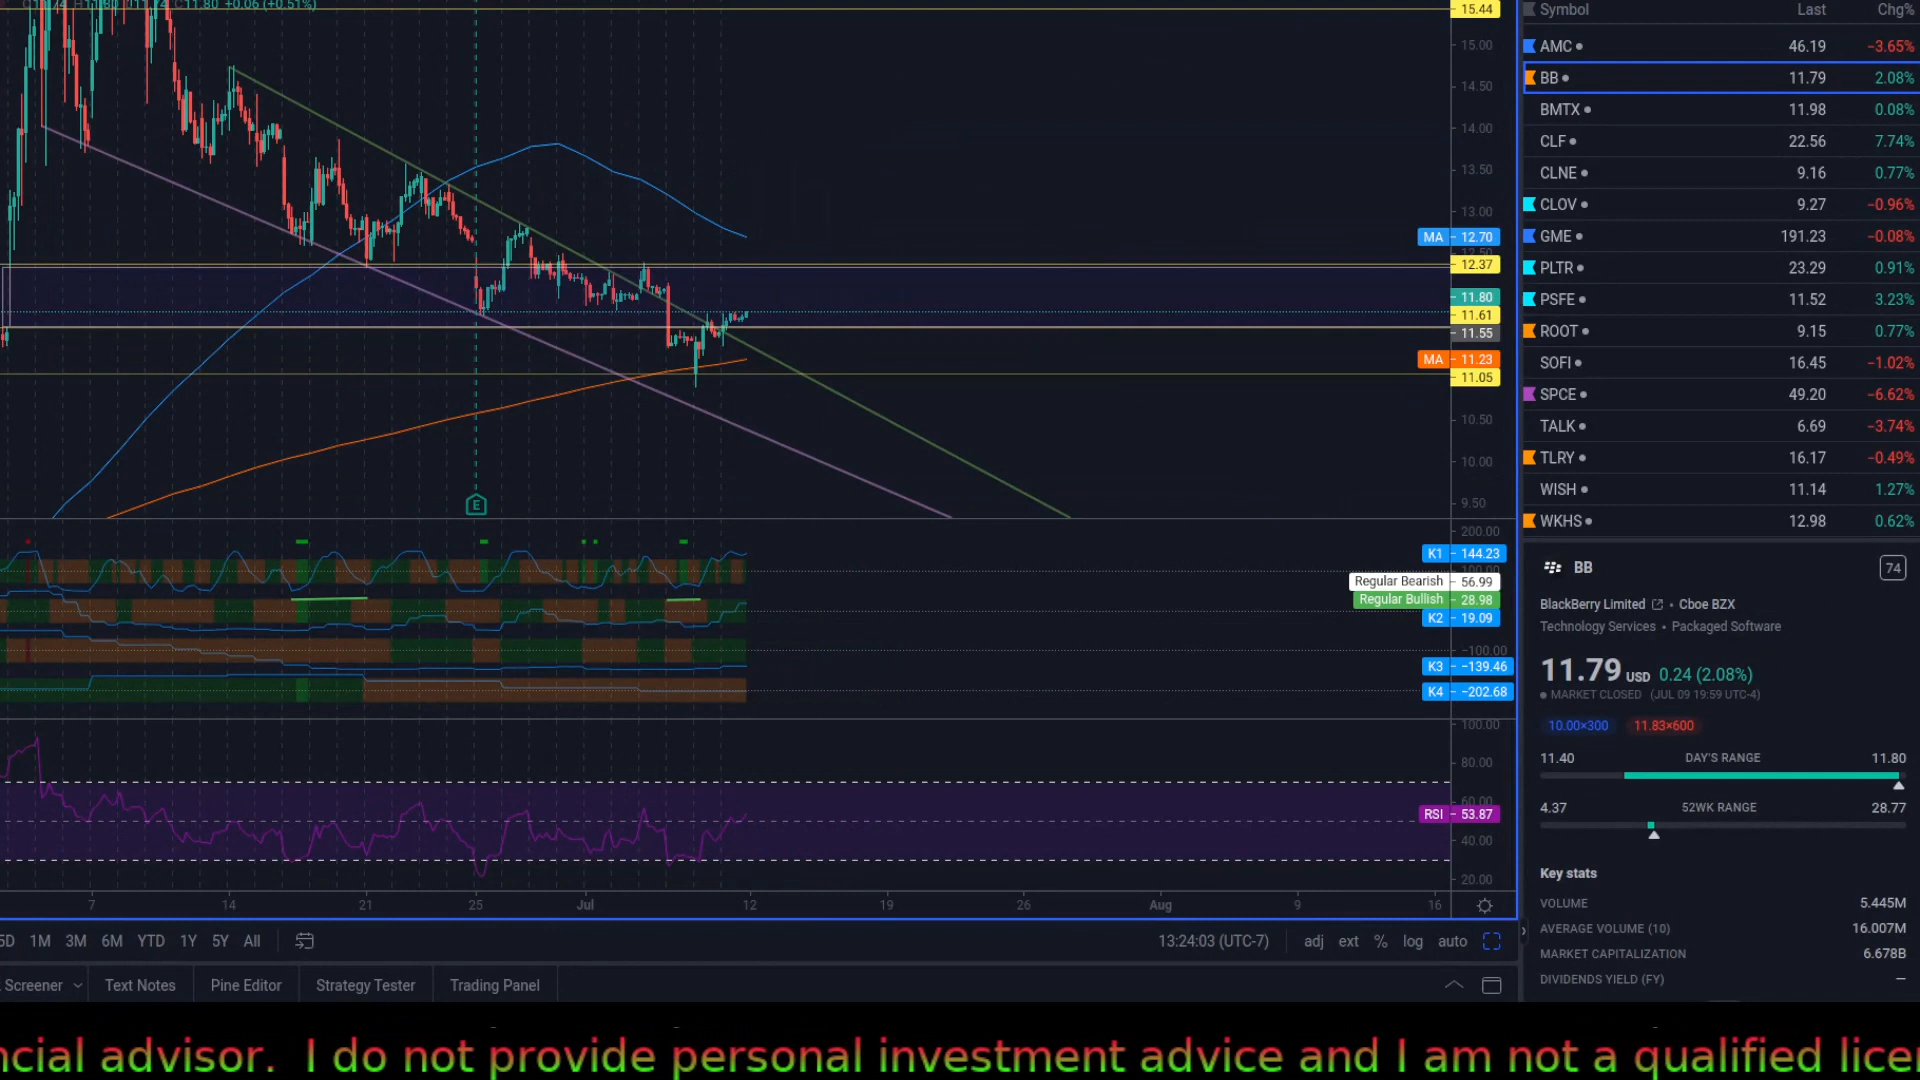 11.80 +0.06 (+0.51%)
Symbol Last Chg%
AMC 46.19 −3.65%
BB 11.79 2.08%
BMTX 11.98 0.08%
CLF 22.56 7.74%
CLNE 9.16 0.77%
CLOV 9.27 −0.96%
GME 191.23 −0.08%
PLTR 23.29 0.91%
PSFE 11.52 3.23%
ROOT 9.15 0.77%
SOFI 16.45 −1.02%
SPCE 49.20 −6.62%
TALK 6.69 −3.74%
TLRY 16.17 −0.49%
WISH 11.14 1.27%
WKHS 12.98 0.62%
15.44
15.00
14.50
14.00
13.50
13.00
MA 12.70
12.37
11.80
11.61
11.55
MA 11.23
11.05
10.50
10.00
9.50
E
200.00
K1 144.23
100.00
Regular Bearish 56.99
Regular Bullish 28.98
K2 19.09
−100.00
K3 −139.46
K4 −202.68
100.00
80.00
60.00
RSI 53.87
40.00
20.00
7 14 21 25 Jul 12 19 26 Aug 9 16
BB
74
BlackBerry Limited • Cboe BZX
Technology Services • Packaged Software
11.79 USD 0.24 (2.08%)
MARKET CLOSED (JUL 09 19:59 UTC-4)
10.00×300 11.83×600
11.40 DAY'S RANGE 11.80
4.37 52WK RANGE 28.77
Key stats
VOLUME 5.445M
AVERAGE VOLUME (10) 16.007M
MARKET CAPITALIZATION 6.678B
DIVIDENDS YIELD (FY) —
5D 1M 3M 6M YTD 1Y 5Y All
13:24:03 (UTC-7) adj ext % log auto
Screener Text Notes Pine Editor Strategy Tester Trading Panel
ncial advisor. I do not provide personal investment advice and I am not a qualified licen